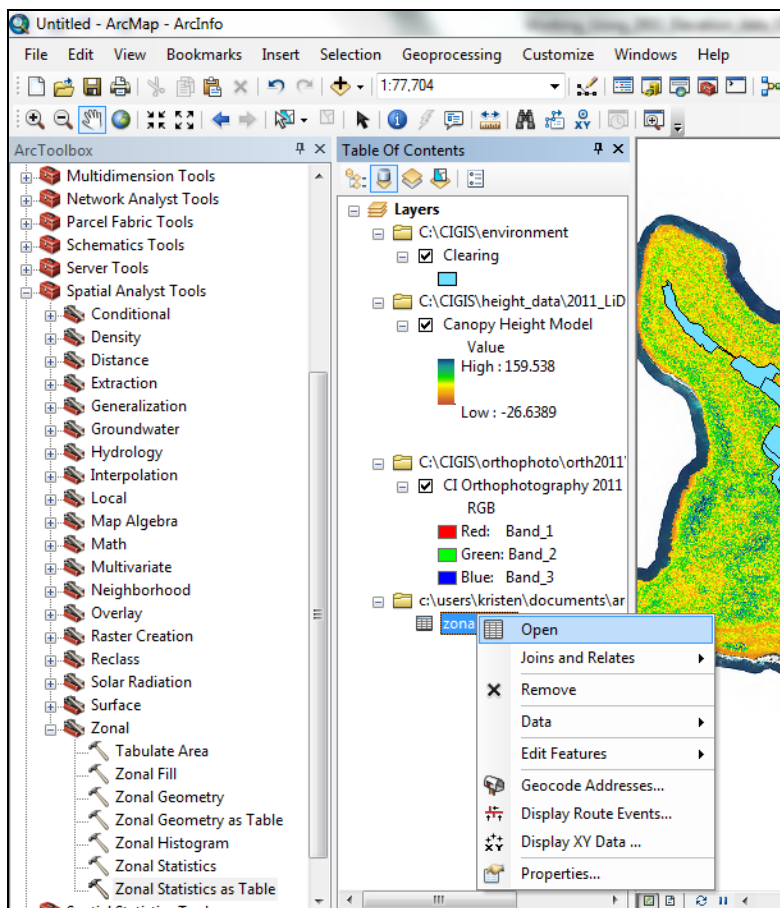 Untitled - ArcMap - ArcInfo
File Edit View Bookmarks Insert Selection Geoprocessing Customize Windows Help
1:77,704
ArcToolbox
Multidimension Tools
Network Analyst Tools
Parcel Fabric Tools
Schematics Tools
Server Tools
Spatial Analyst Tools
Conditional
Density
Distance
Extraction
Generalization
Groundwater
Hydrology
Interpolation
Local
Map Algebra
Math
Multivariate
Neighborhood
Overlay
Raster Creation
Reclass
Solar Radiation
Surface
Zonal
Tabulate Area
Zonal Fill
Zonal Geometry
Zonal Geometry as Table
Zonal Histogram
Zonal Statistics
Zonal Statistics as Table
Table Of Contents
Layers
C:\CIGIS\environment
Clearing
C:\CIGIS\height_data\2011_LiD
Canopy Height Model
Value
High : 159.538
Low : -26.6389
C:\CIGIS\orthophoto\orth2011
CI Orthophotography 2011
RGB
Red: Band_1
Green: Band_2
Blue: Band_3
c:\users\kristen\documents\ar
zona
Open
Joins and Relates
Remove
Data
Edit Features
Geocode Addresses...
Display Route Events...
Display XY Data ...
Properties...